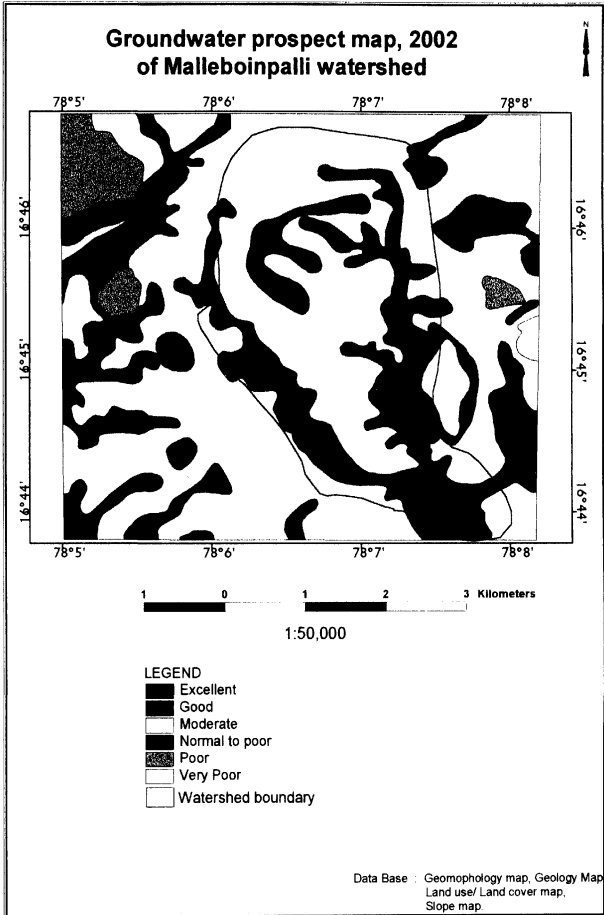 Groundwater prospect map, 2002
of Malleboinpalli watershed
N
78°5' 78°6' 78°7' 78°8'
16°46' 16°46'
16°45' 16°45'
16°44' 16°44'
78°5' 78°6' 78°7' 78°8'
1 0 1 2 3 Kilometers
1:50,000
LEGEND
Excellent
Good
Moderate
Normal to poor
Poor
Very Poor
Watershed boundary
Data Base : Geomophology map, Geology Map
Land use/ Land cover map,
Slope map.